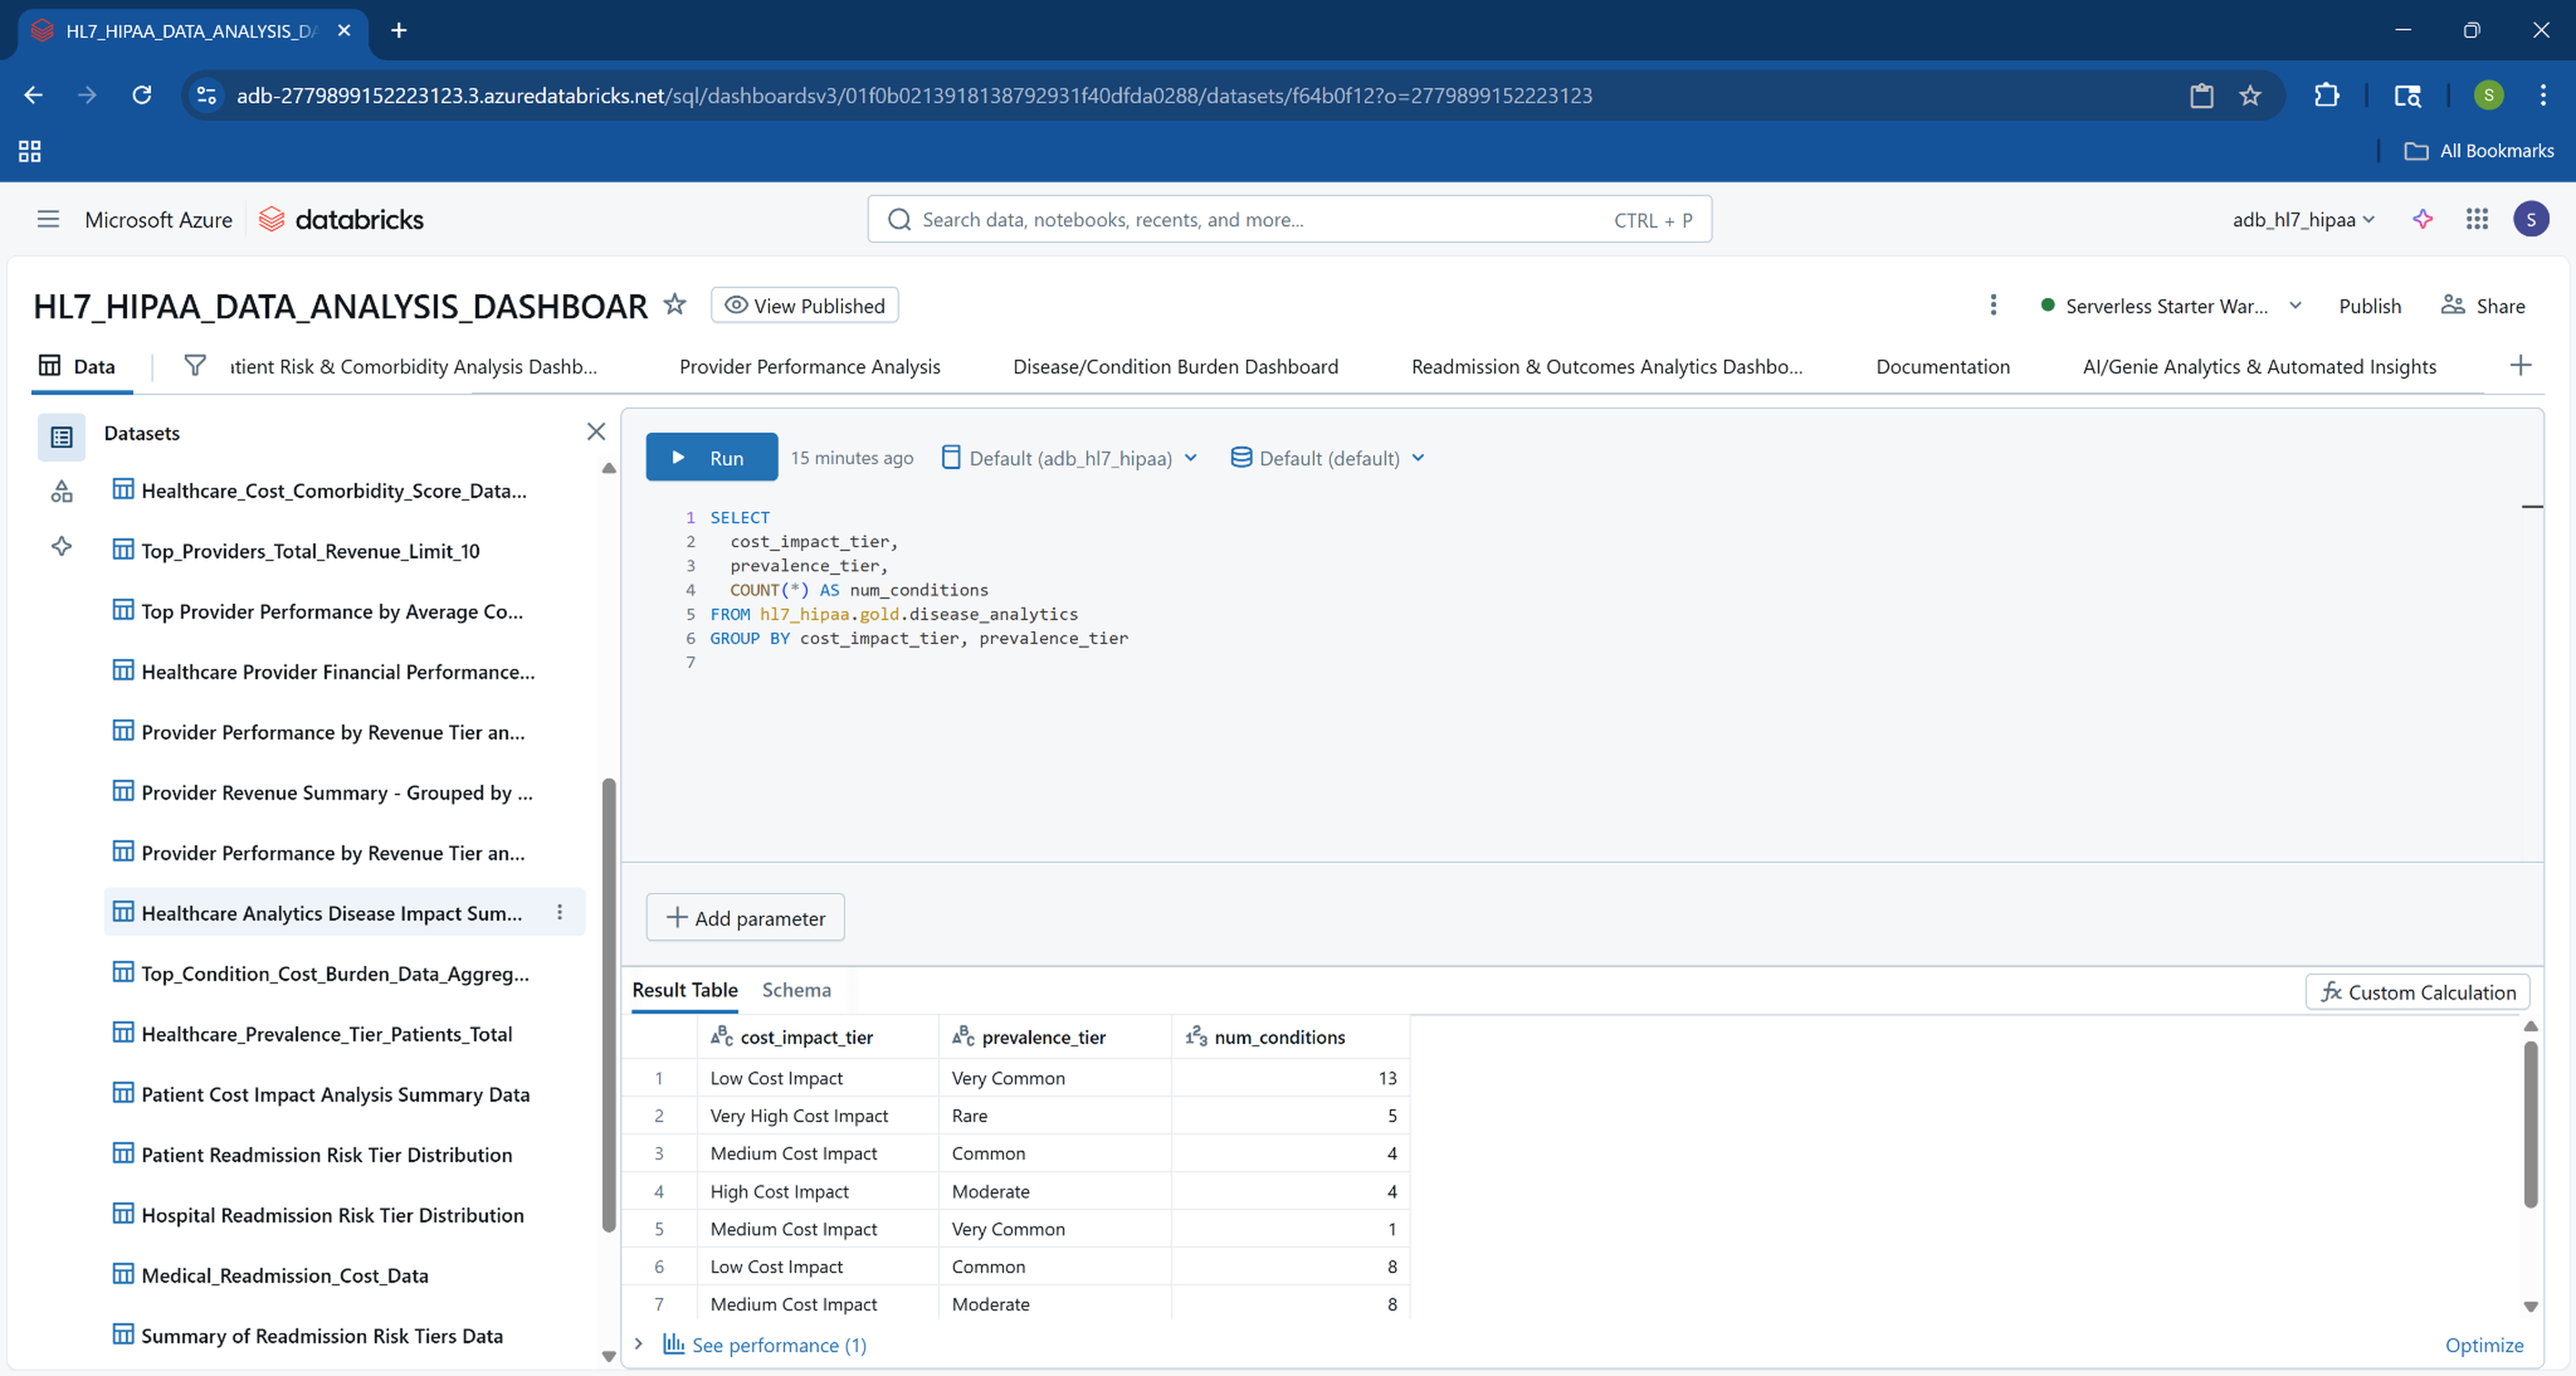 HL7_HIPAA_DATA_ANALYSIS_DA
adb-2779899152223123.3.azuredatabricks.net/sql/dashboardsv3/01f0b0213918138792931f40dfda0288/datasets/f64b0f12?o=2779899152223123
S
All Bookmarks
Microsoft Azure
databricks
Search data, notebooks, recents, and more...
CTRL + P
adb_hl7_hipaa
S
HL7_HIPAA_DATA_ANALYSIS_DASHBOAR
View Published
Serverless Starter War...
Publish
Share
Data
tient Risk & Comorbidity Analysis Dashb...
Provider Performance Analysis
Disease/Condition Burden Dashboard
Readmission & Outcomes Analytics Dashbo...
Documentation
AI/Genie Analytics & Automated Insights
Datasets
Healthcare_Cost_Comorbidity_Score_Data...
Top_Providers_Total_Revenue_Limit_10
Top Provider Performance by Average Co...
Healthcare Provider Financial Performance...
Provider Performance by Revenue Tier an...
Provider Revenue Summary - Grouped by ...
Provider Performance by Revenue Tier an...
Healthcare Analytics Disease Impact Sum...
Top_Condition_Cost_Burden_Data_Aggreg...
Healthcare_Prevalence_Tier_Patients_Total
Patient Cost Impact Analysis Summary Data
Patient Readmission Risk Tier Distribution
Hospital Readmission Risk Tier Distribution
Medical_Readmission_Cost_Data
Summary of Readmission Risk Tiers Data
Run
15 minutes ago
Default (adb_hl7_hipaa)
Default (default)
1 SELECT
2 cost_impact_tier,
3 prevalence_tier,
4 COUNT(*) AS num_conditions
5 FROM hl7_hipaa.gold.disease_analytics
6 GROUP BY cost_impact_tier, prevalence_tier
7
Add parameter
Result Table
Schema
fx Custom Calculation
ABC cost_impact_tier ABC prevalence_tier 123 num_conditions
1 Low Cost Impact Very Common 13
2 Very High Cost Impact Rare 5
3 Medium Cost Impact Common 4
4 High Cost Impact Moderate 4
5 Medium Cost Impact Very Common 1
6 Low Cost Impact Common 8
7 Medium Cost Impact Moderate 8
See performance (1)
Optimize